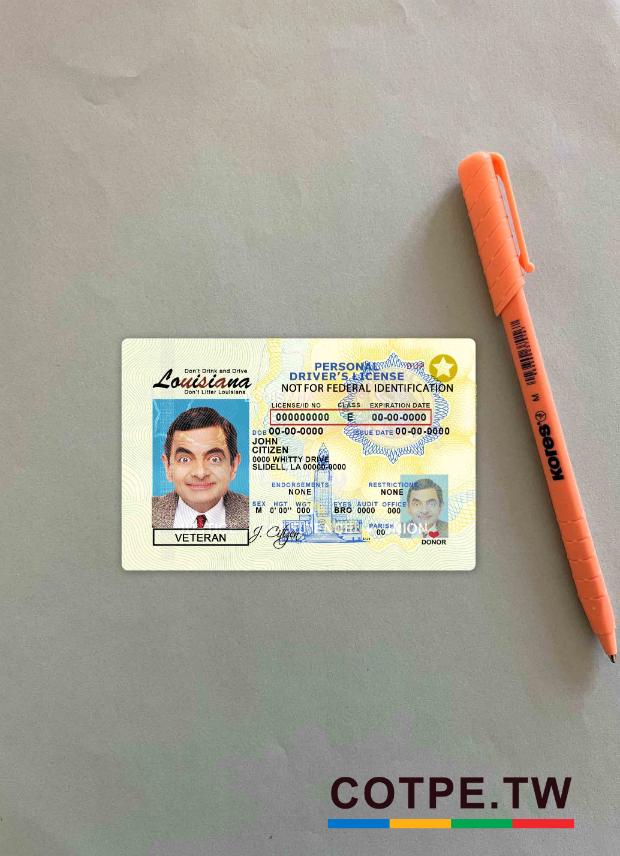 Don't Drink and Drive
Louisiana
Don't Litter Louisiana
PERSONAL
DRIVER'S LICENSE
NOT FOR FEDERAL IDENTIFICATION
LICENSE/ID NO CLASS EXPIRATION DATE
000000000 E 00-00-0000
DOB 00-00-0000 ISSUE DATE 00-00-0000
JOHN
CITIZEN
0000 WHITTY DRIVE
SLIDELL, LA 00000-0000
ENDORSEMENTS RESTRICTIONS
NONE NONE
SEX HGT WGT EYES AUDIT OFFICE
M 0'00" 000 BRO 0000 000
PARISH
00
VETERAN
J. Citizen
DONOR
kores
M
COTPE.TW